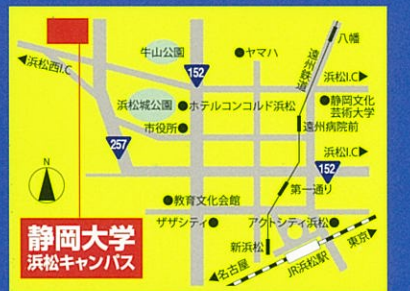 八幡
牛山公園
ヤマハ
遠州鉄道
浜松西I.C
152
浜松I.C
浜松城公園
ホテルコンコルド浜松
静岡文化
芸術大学
市役所
遠州病院前
257
浜松I.C
152
N
第一通り
教育文化会館
ザザシティ
アクトシティ浜松
静岡大学
浜松キャンパス
新浜松
東京
名古屋
JR浜松駅